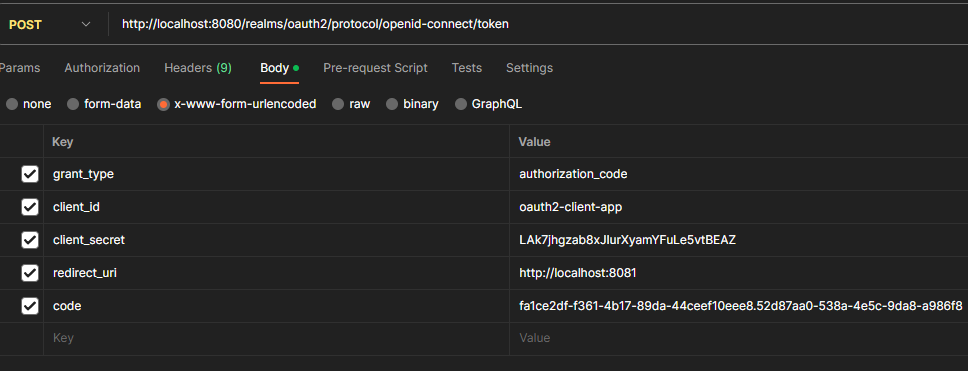 POST http://localhost:8080/realms/oauth2/protocol/openid-connect/token
Params Authorization Headers (9) Body Pre-request Script Tests Settings
none form-data x-www-form-urlencoded raw binary GraphQL
Key Value
grant_type authorization_code
client_id oauth2-client-app
client_secret LAk7jhgzab8xJIurXyamYFuLe5vtBEAZ
redirect_uri http://localhost:8081
code fa1ce2df-f361-4b17-89da-44ceef10eee8.52d87aa0-538a-4e5c-9da8-a986f8
Key Value